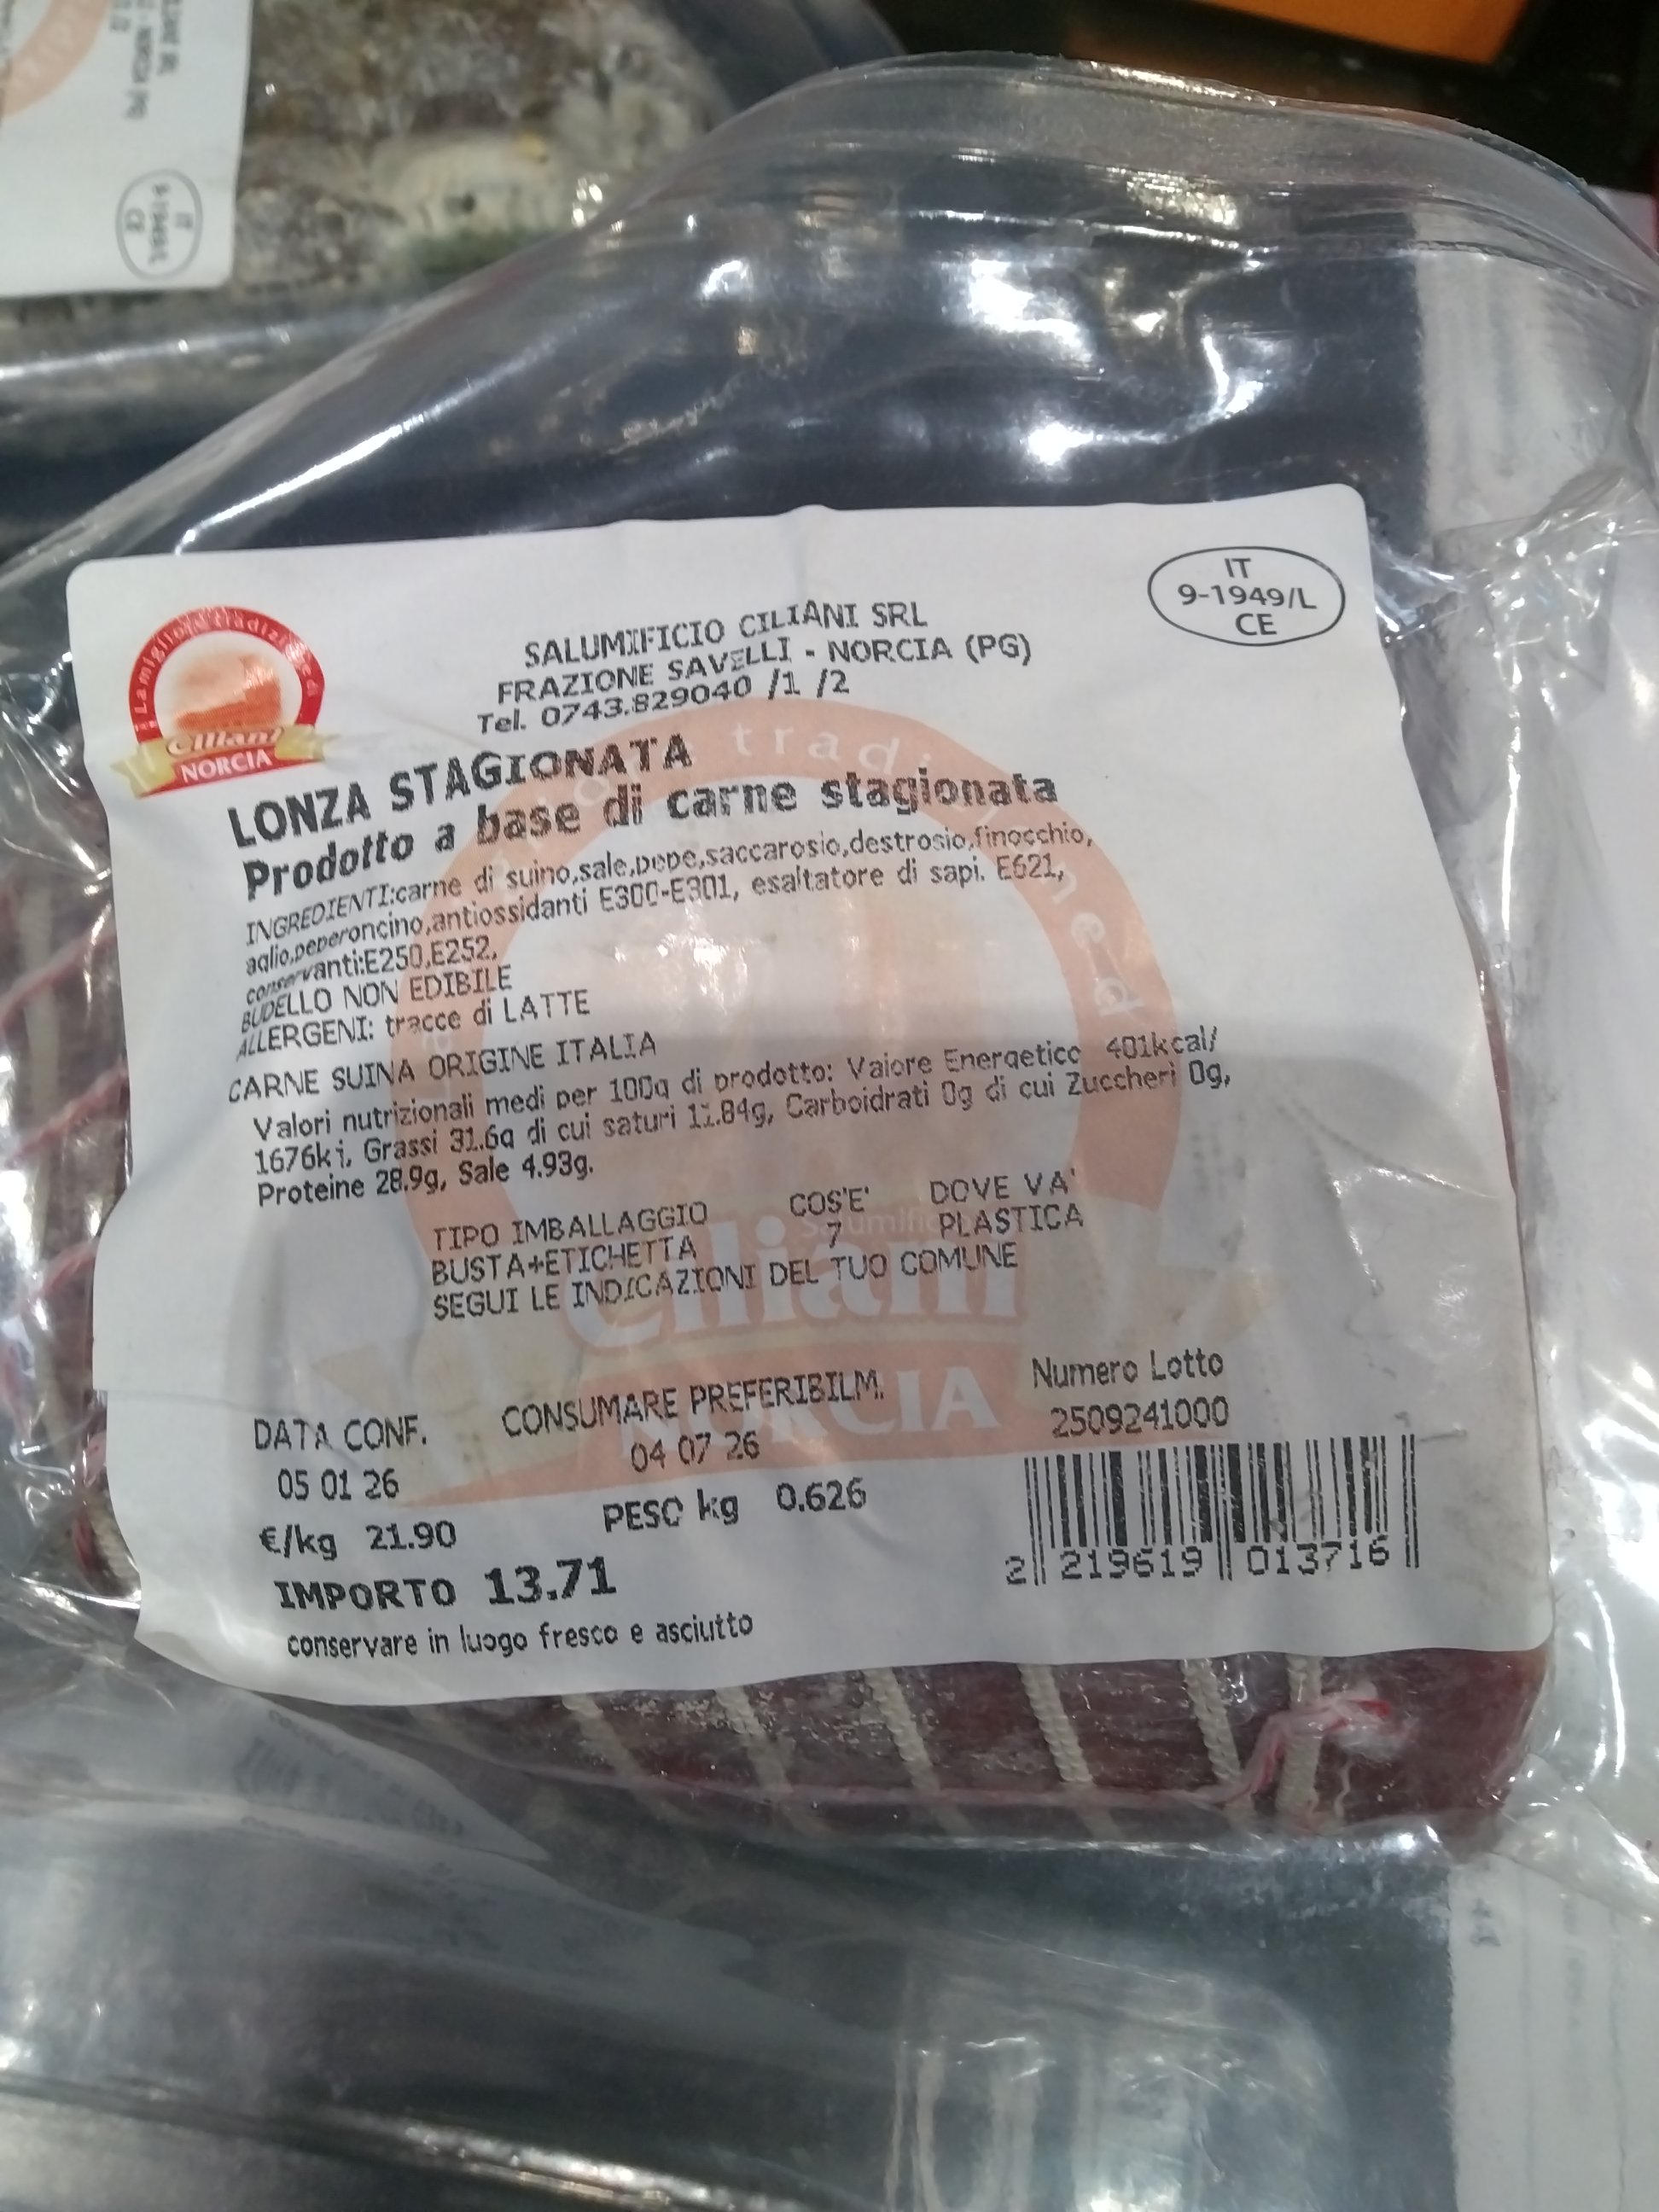 IT
9-1949/L
CE
La migliore tradizione di
Ciliani
NORCIA
SALUMIFICIO CILIANI SRL
FRAZIONE SAVELLI - NORCIA (PG)
Tel. 0743.829040 /1 /2
LONZA STAGIONATA
Prodotto a base di carne stagionata
INGREDIENTI:carne di suino,sale,pepe,saccarosio,destrosio,finocchio,
aglio,peperoncino,antiossidanti E300-E301, esaltatore di sapi. E621,
conservanti:E250,E252,
BUDELLO NON EDIBILE
ALLERGENI: tracce di LATTE
CARNE SUINA ORIGINE ITALIA
Valori nutrizionali medi per 100g di prodotto: Valore Energetico 401kcal/
1676kj, Grassi 31.6g di cui saturi 11.84g, Carboidrati 0g di cui Zuccheri 0g,
Proteine 28.9g, Sale 4.93g.
TIPO IMBALLAGGIO COS'E' DOVE VA'
BUSTA+ETICHETTA 7 PLASTICA
SEGUI LE INDICAZIONI DEL TUO COMUNE
Ciliani
NORCIA
DATA CONF. CONSUMARE PREFERIBILM. Numero Lotto
05 01 26 04 07 26 2509241000
€/kg 21.90 PESO kg 0.626
IMPORTO 13.71
2 219619 013716
conservare in luogo fresco e asciutto